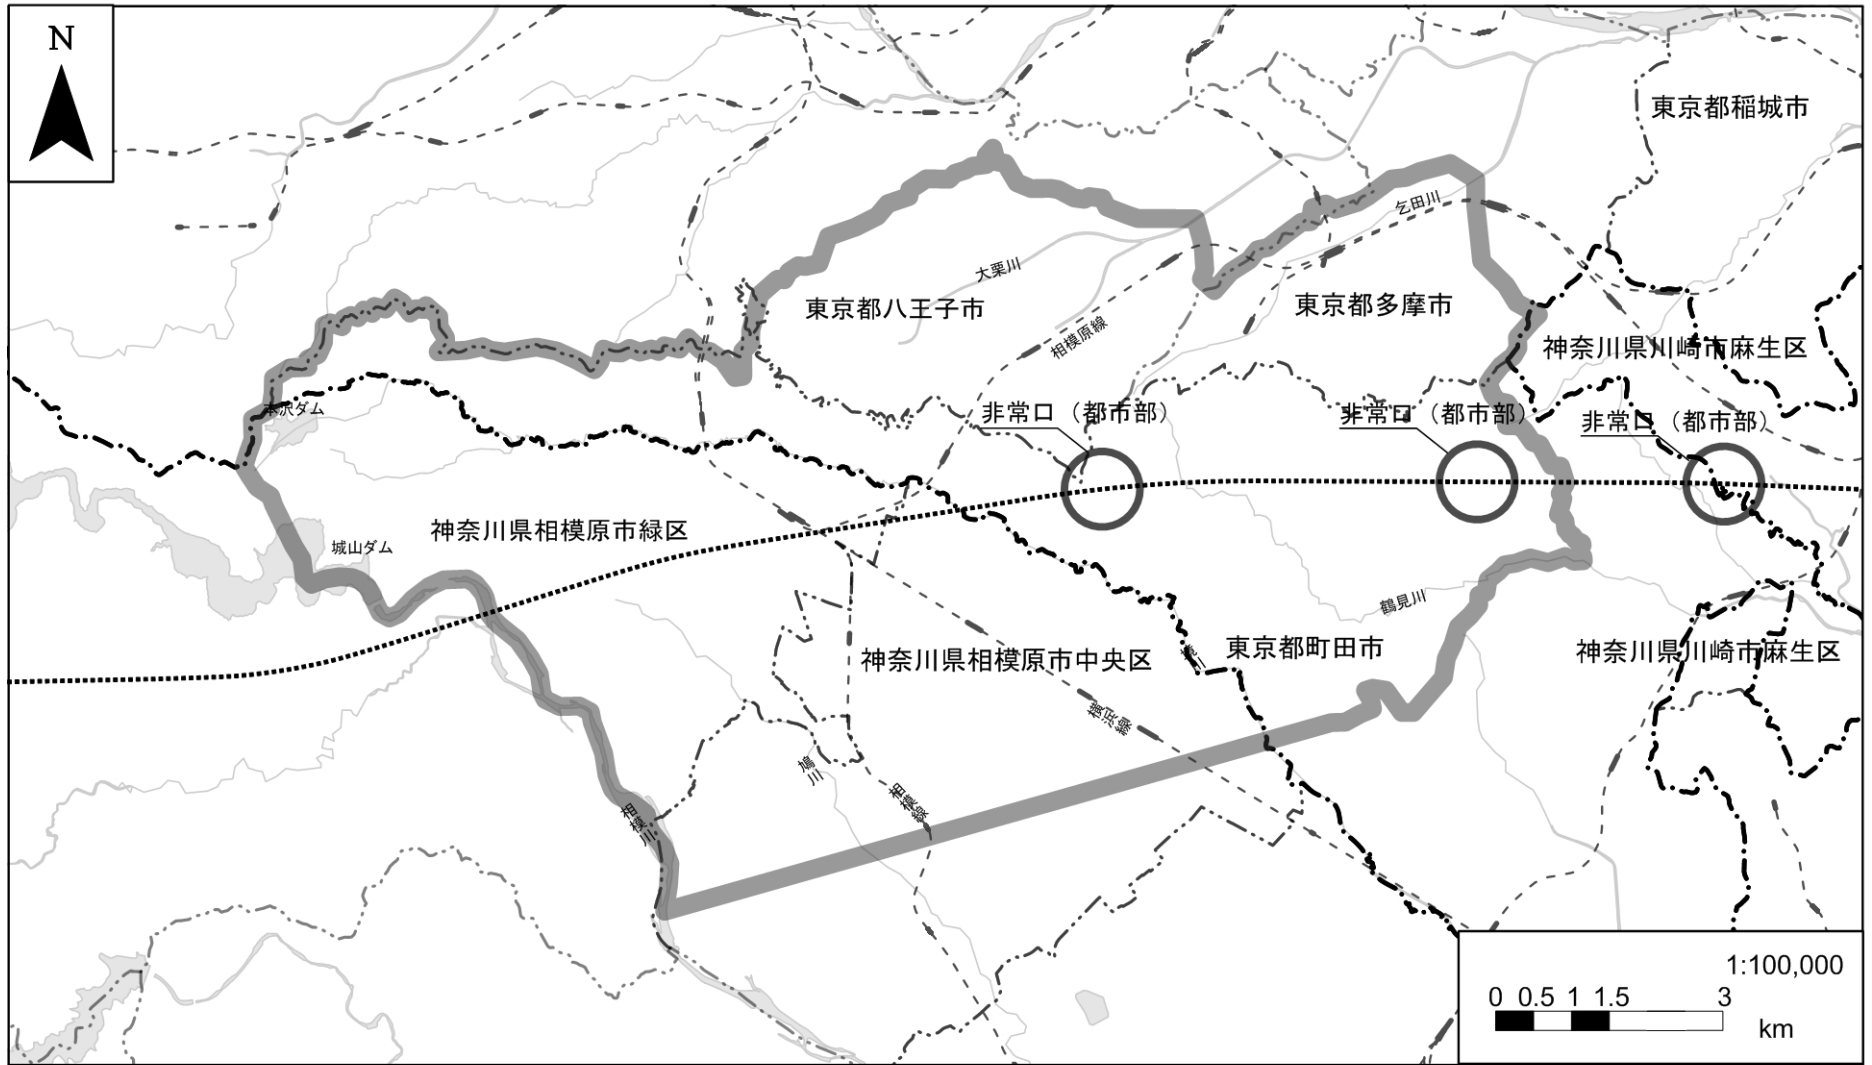 N
東京都稲城市
乞田川
大栗川
東京都八王子市
東京都多摩市
相模原線
神奈川県川崎市麻生区
本沢ダム
非常口（都市部）
非常口（都市部）
非常口（都市部）
神奈川県相模原市緑区
城山ダム
鶴見川
東京都町田市
神奈川県相模原市中央区
神奈川県川崎市麻生区
境川
横浜線
鳩川
相模線
相模川
1:100,000
0 0.5 1 1.5 3
km